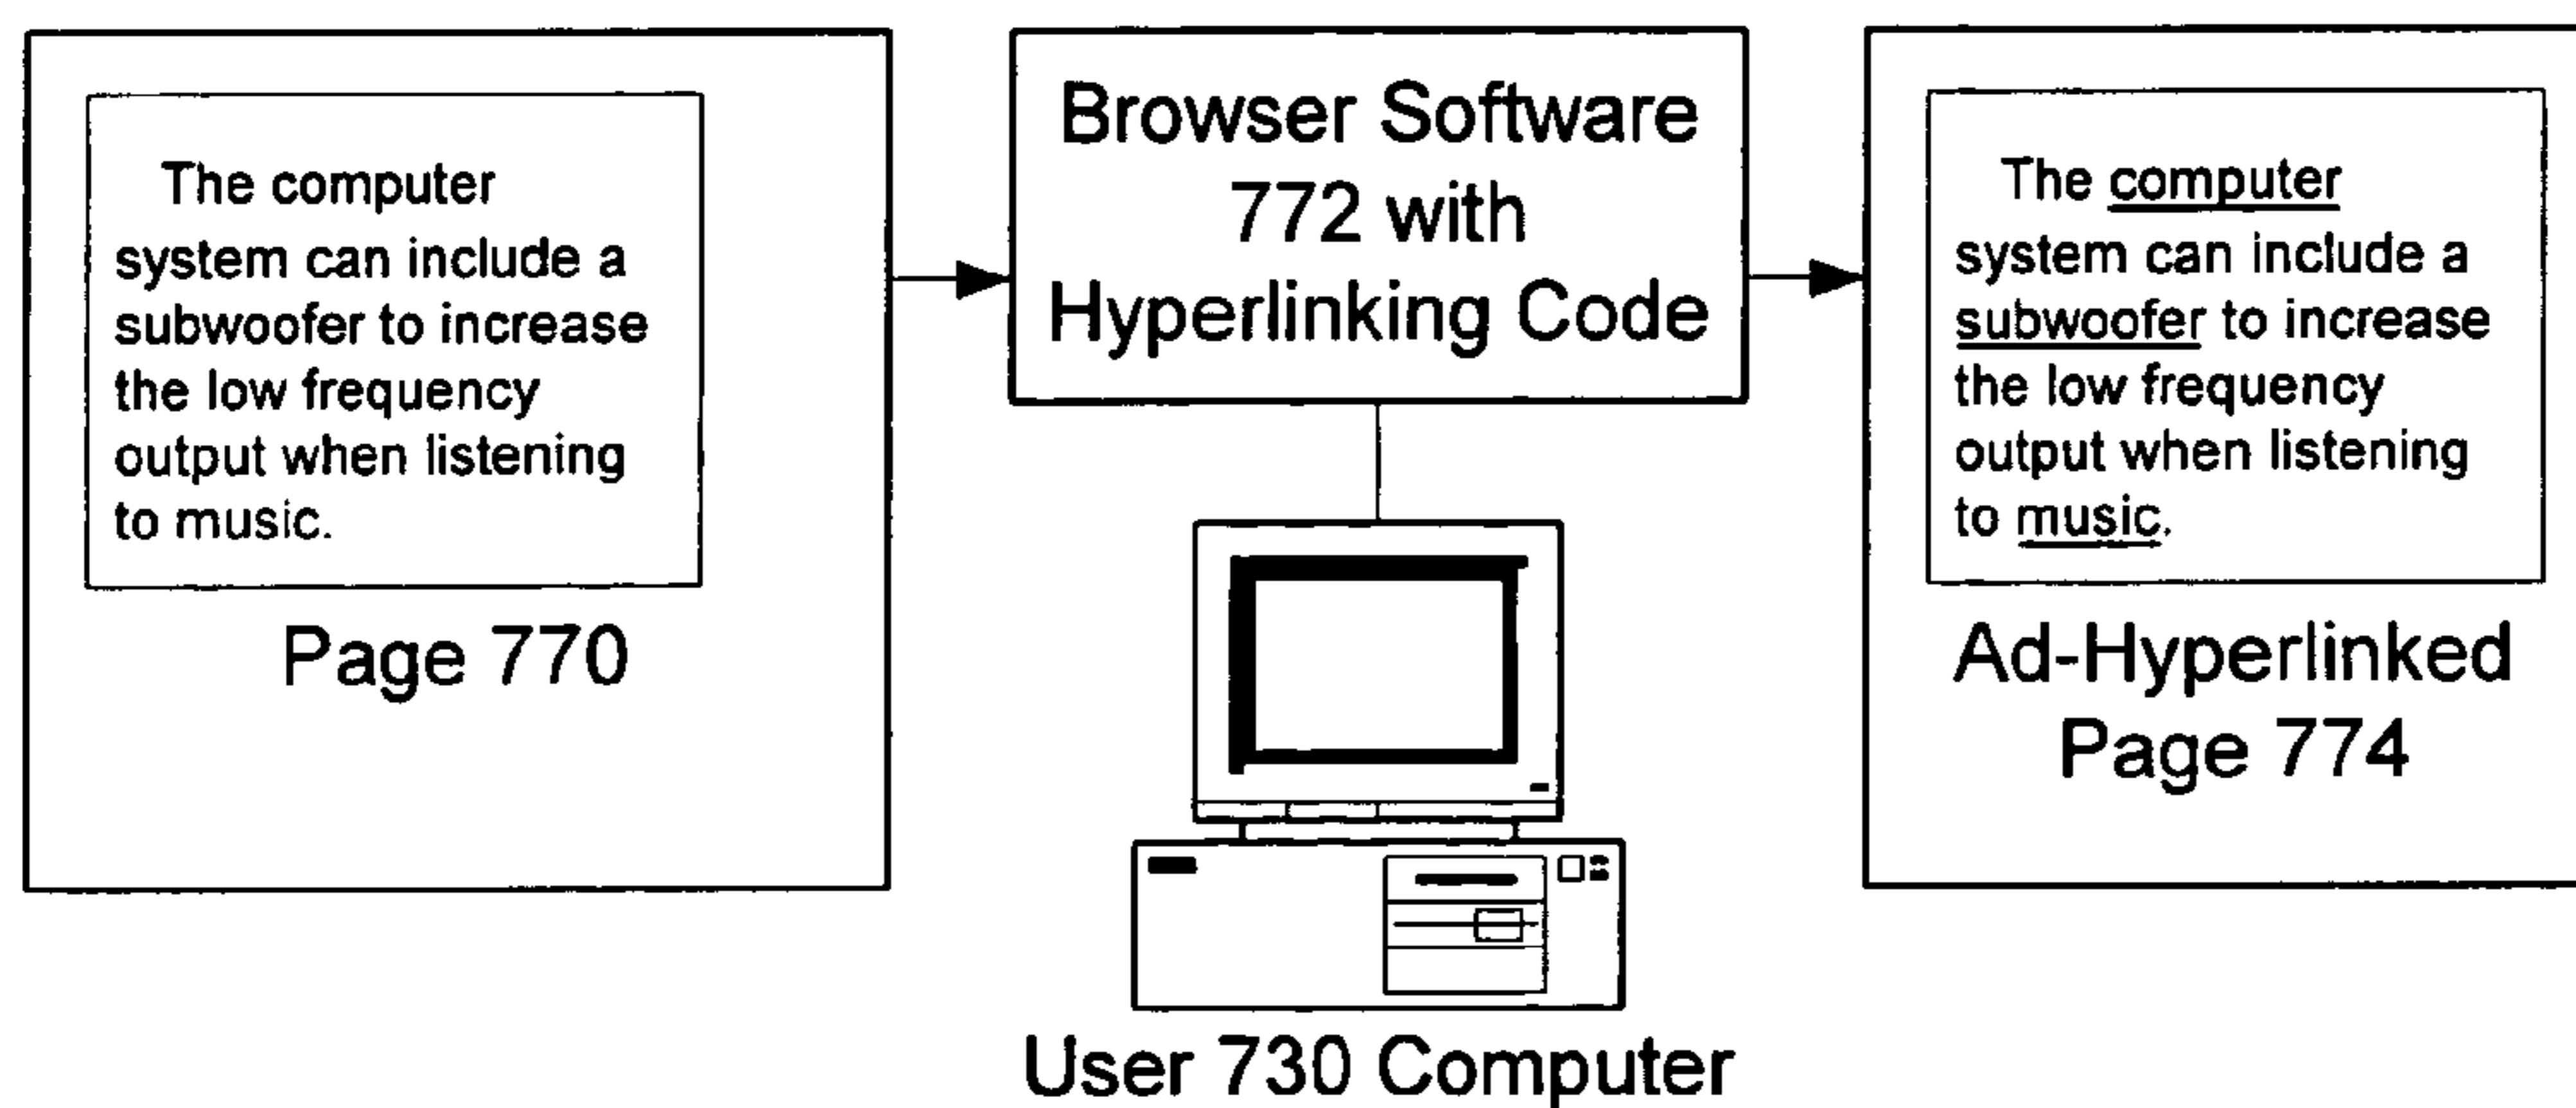 The computer
system can include a
subwoofer to increase
the low frequency
output when listening
to music.
Page 770
Browser Software
772 with
Hyperlinking Code
User 730 Computer
The computer
system can include a
subwoofer to increase
the low frequency
output when listening
to music.
Ad-Hyperlinked
Page 774